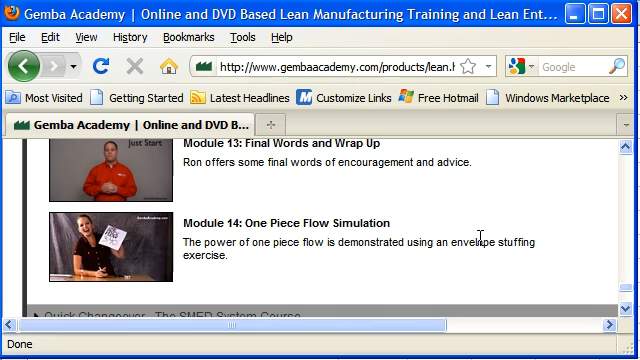 Gemba Academy | Online and DVD Based Lean Manufacturing Training and Lean Ent...
File Edit View History Bookmarks Tools Help
http://www.gembaacademy.com/products/lean.h
Google
Most Visited Getting Started Latest Headlines Customize Links Free Hotmail Windows Marketplace »
Gemba Academy | Online and DVD B...
Just Start
Module 13: Final Words and Wrap Up
Ron offers some final words of encouragement and advice.
Module 14: One Piece Flow Simulation
The power of one piece flow is demonstrated using an envelope stuffing
exercise.
Quick Changeover - The SMED System Course
Done